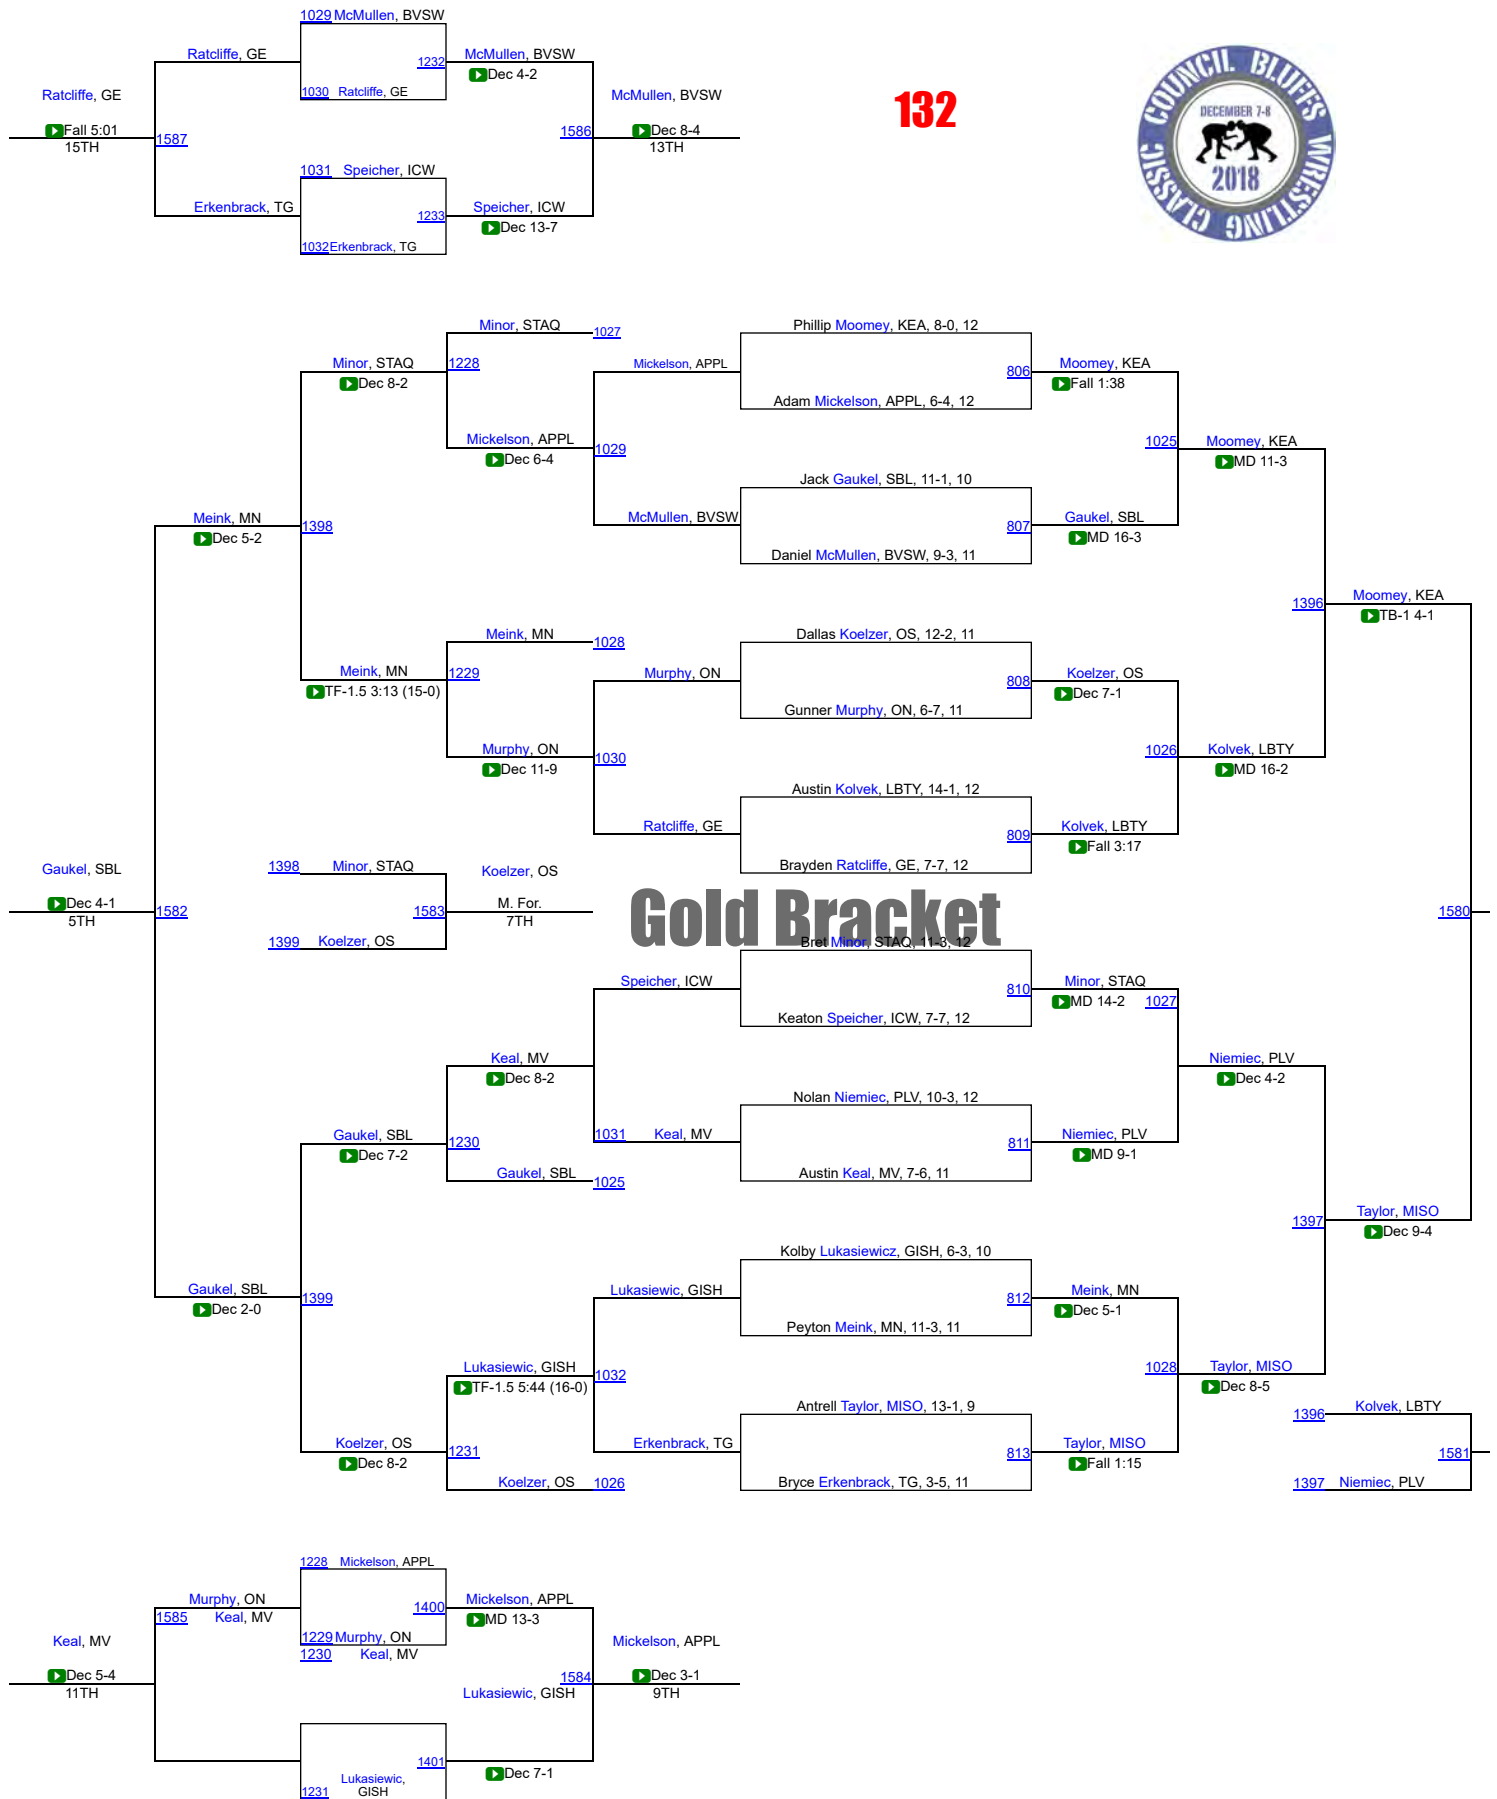 1029 McMullen, BVSW
Ratcliffe, GE
1232
McMullen, BVSW
Dec 4-2
1030 Ratcliffe, GE
Ratcliffe, GE
McMullen, BVSW
Fall 5:01
15TH
1587
1586
Dec 8-4
13TH
1031 Speicher, ICW
Erkenbrack, TG
1233
Speicher, ICW
Dec 13-7
1032 Erkenbrack, TG
132
COUNCIL BLUFFS WRESTLING CLASSIC
DECEMBER 7-8
2018
Minor, STAQ 1027
Phillip Moomey, KEA, 8-0, 12
Minor, STAQ
Dec 8-2
1228
Mickelson, APPL
806
Moomey, KEA
Fall 1:38
Adam Mickelson, APPL, 6-4, 12
Mickelson, APPL
Dec 6-4
1029
1025
Moomey, KEA
MD 11-3
Jack Gaukel, SBL, 11-1, 10
Meink, MN
Dec 5-2
1398
McMullen, BVSW
807
Gaukel, SBL
MD 16-3
Daniel McMullen, BVSW, 9-3, 11
1396
Moomey, KEA
TB-1 4-1
Meink, MN 1028
Dallas Koelzer, OS, 12-2, 11
Meink, MN
TF-1.5 3:13 (15-0)
1229
Murphy, ON
808
Koelzer, OS
Dec 7-1
Gunner Murphy, ON, 6-7, 11
Murphy, ON
Dec 11-9
1030
1026
Kolvek, LBTY
MD 16-2
Austin Kolvek, LBTY, 14-1, 12
Ratcliffe, GE
809
Kolvek, LBTY
Fall 3:17
Brayden Ratcliffe, GE, 7-7, 12
Gaukel, SBL
Dec 4-1
5TH
1582
1398 Minor, STAQ
1583
Koelzer, OS
M. For.
7TH
1399 Koelzer, OS
Gold Bracket
1580
Bret Minor, STAQ, 11-3, 12
Speicher, ICW
810
Minor, STAQ
MD 14-2
1027
Keaton Speicher, ICW, 7-7, 12
Keal, MV
Dec 8-2
Niemiec, PLV
Dec 4-2
Nolan Niemiec, PLV, 10-3, 12
Gaukel, SBL
Dec 7-2
1230
1031 Keal, MV
811
Niemiec, PLV
MD 9-1
Gaukel, SBL 1025
Austin Keal, MV, 7-6, 11
1397
Taylor, MISO
Dec 9-4
Kolby Lukasiewicz, GISH, 6-3, 10
Gaukel, SBL
Dec 2-0
1399
Lukasiewic, GISH
812
Meink, MN
Dec 5-1
Peyton Meink, MN, 11-3, 11
Lukasiewic, GISH
TF-1.5 5:44 (16-0)
1032
1028
Taylor, MISO
Dec 8-5
Antrell Taylor, MISO, 13-1, 9
1396 Kolvek, LBTY
Koelzer, OS
Dec 8-2
1231
Erkenbrack, TG
813
Taylor, MISO
Fall 1:15
1581
Koelzer, OS 1026
Bryce Erkenbrack, TG, 3-5, 11
1397 Niemiec, PLV
1228 Mickelson, APPL
Murphy, ON
1585 Keal, MV
1400
Mickelson, APPL
MD 13-3
1229 Murphy, ON
1230 Keal, MV
Keal, MV
Dec 5-4
11TH
1584
Lukasiewic, GISH
Mickelson, APPL
Dec 3-1
9TH
1401
Dec 7-1
1231
Lukasiewic,
GISH